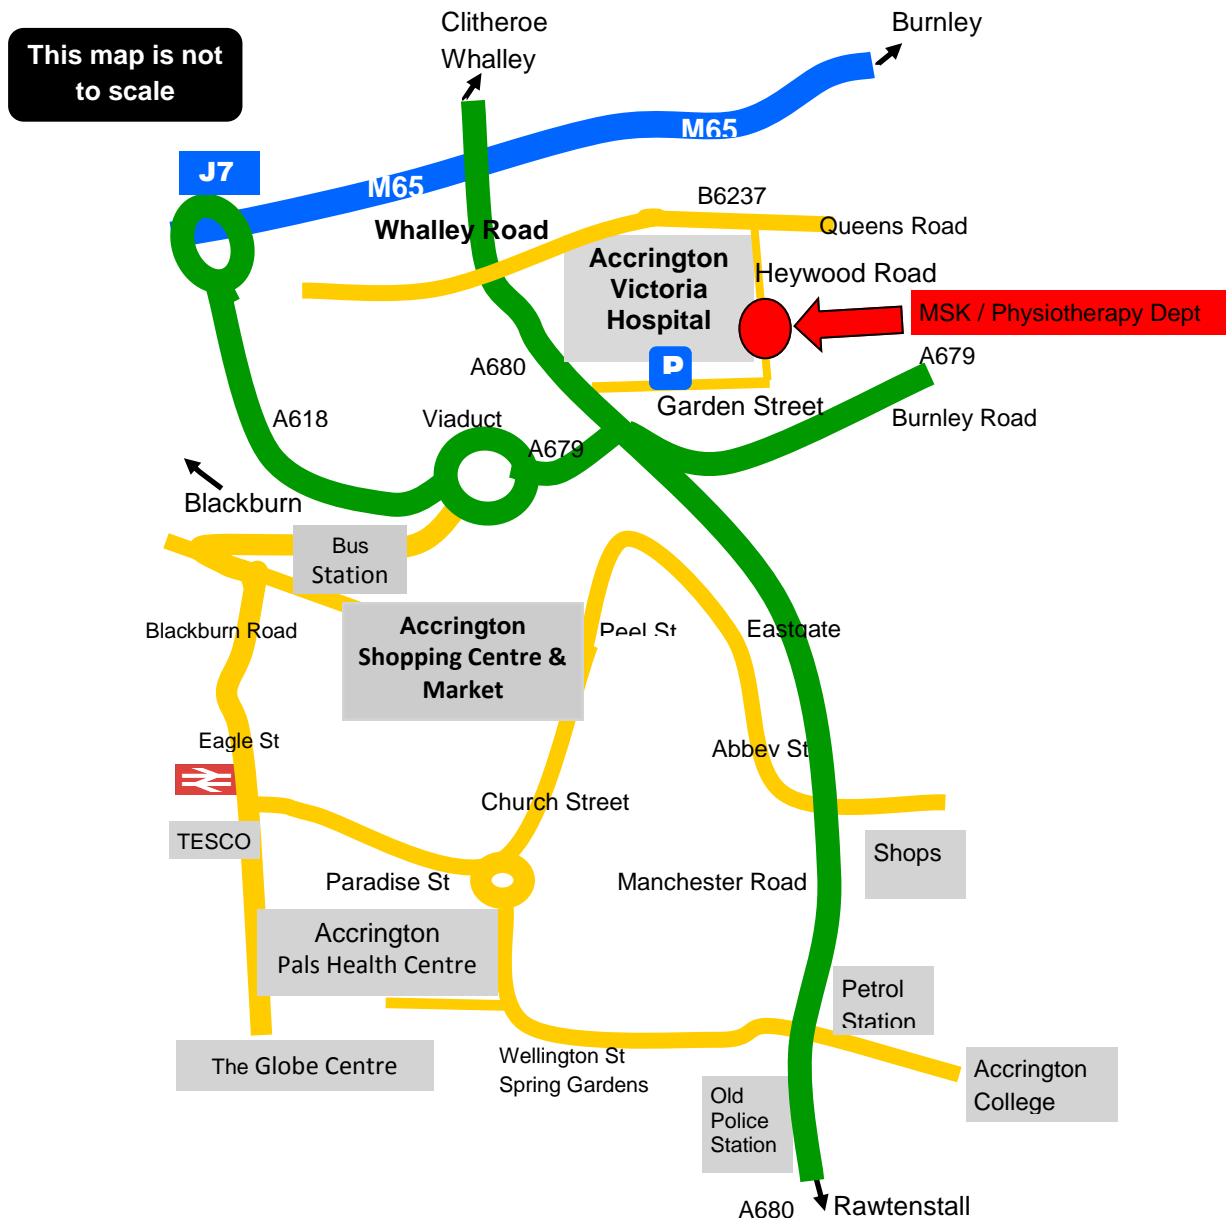 Clitheroe
Whalley
Burnley
This map is not
to scale
M65
J7
M65
B6237
Whalley Road
Queens Road
Accrington
Victoria
Hospital
Heywood Road
MSK / Physiotherapy Dept
A679
A680
P
Garden Street
Burnley Road
A618
Viaduct
A679
Blackburn
Bus
Station
Blackburn Road
Accrington
Shopping Centre &
Market
Peel St
Eastgate
Eagle St
Abbey St
Church Street
TESCO
Shops
Paradise St
Manchester Road
Accrington
Pals Health Centre
Petrol
Station
The Globe Centre
Wellington St
Spring Gardens
Accrington
College
Old
Police
Station
A680
Rawtenstall